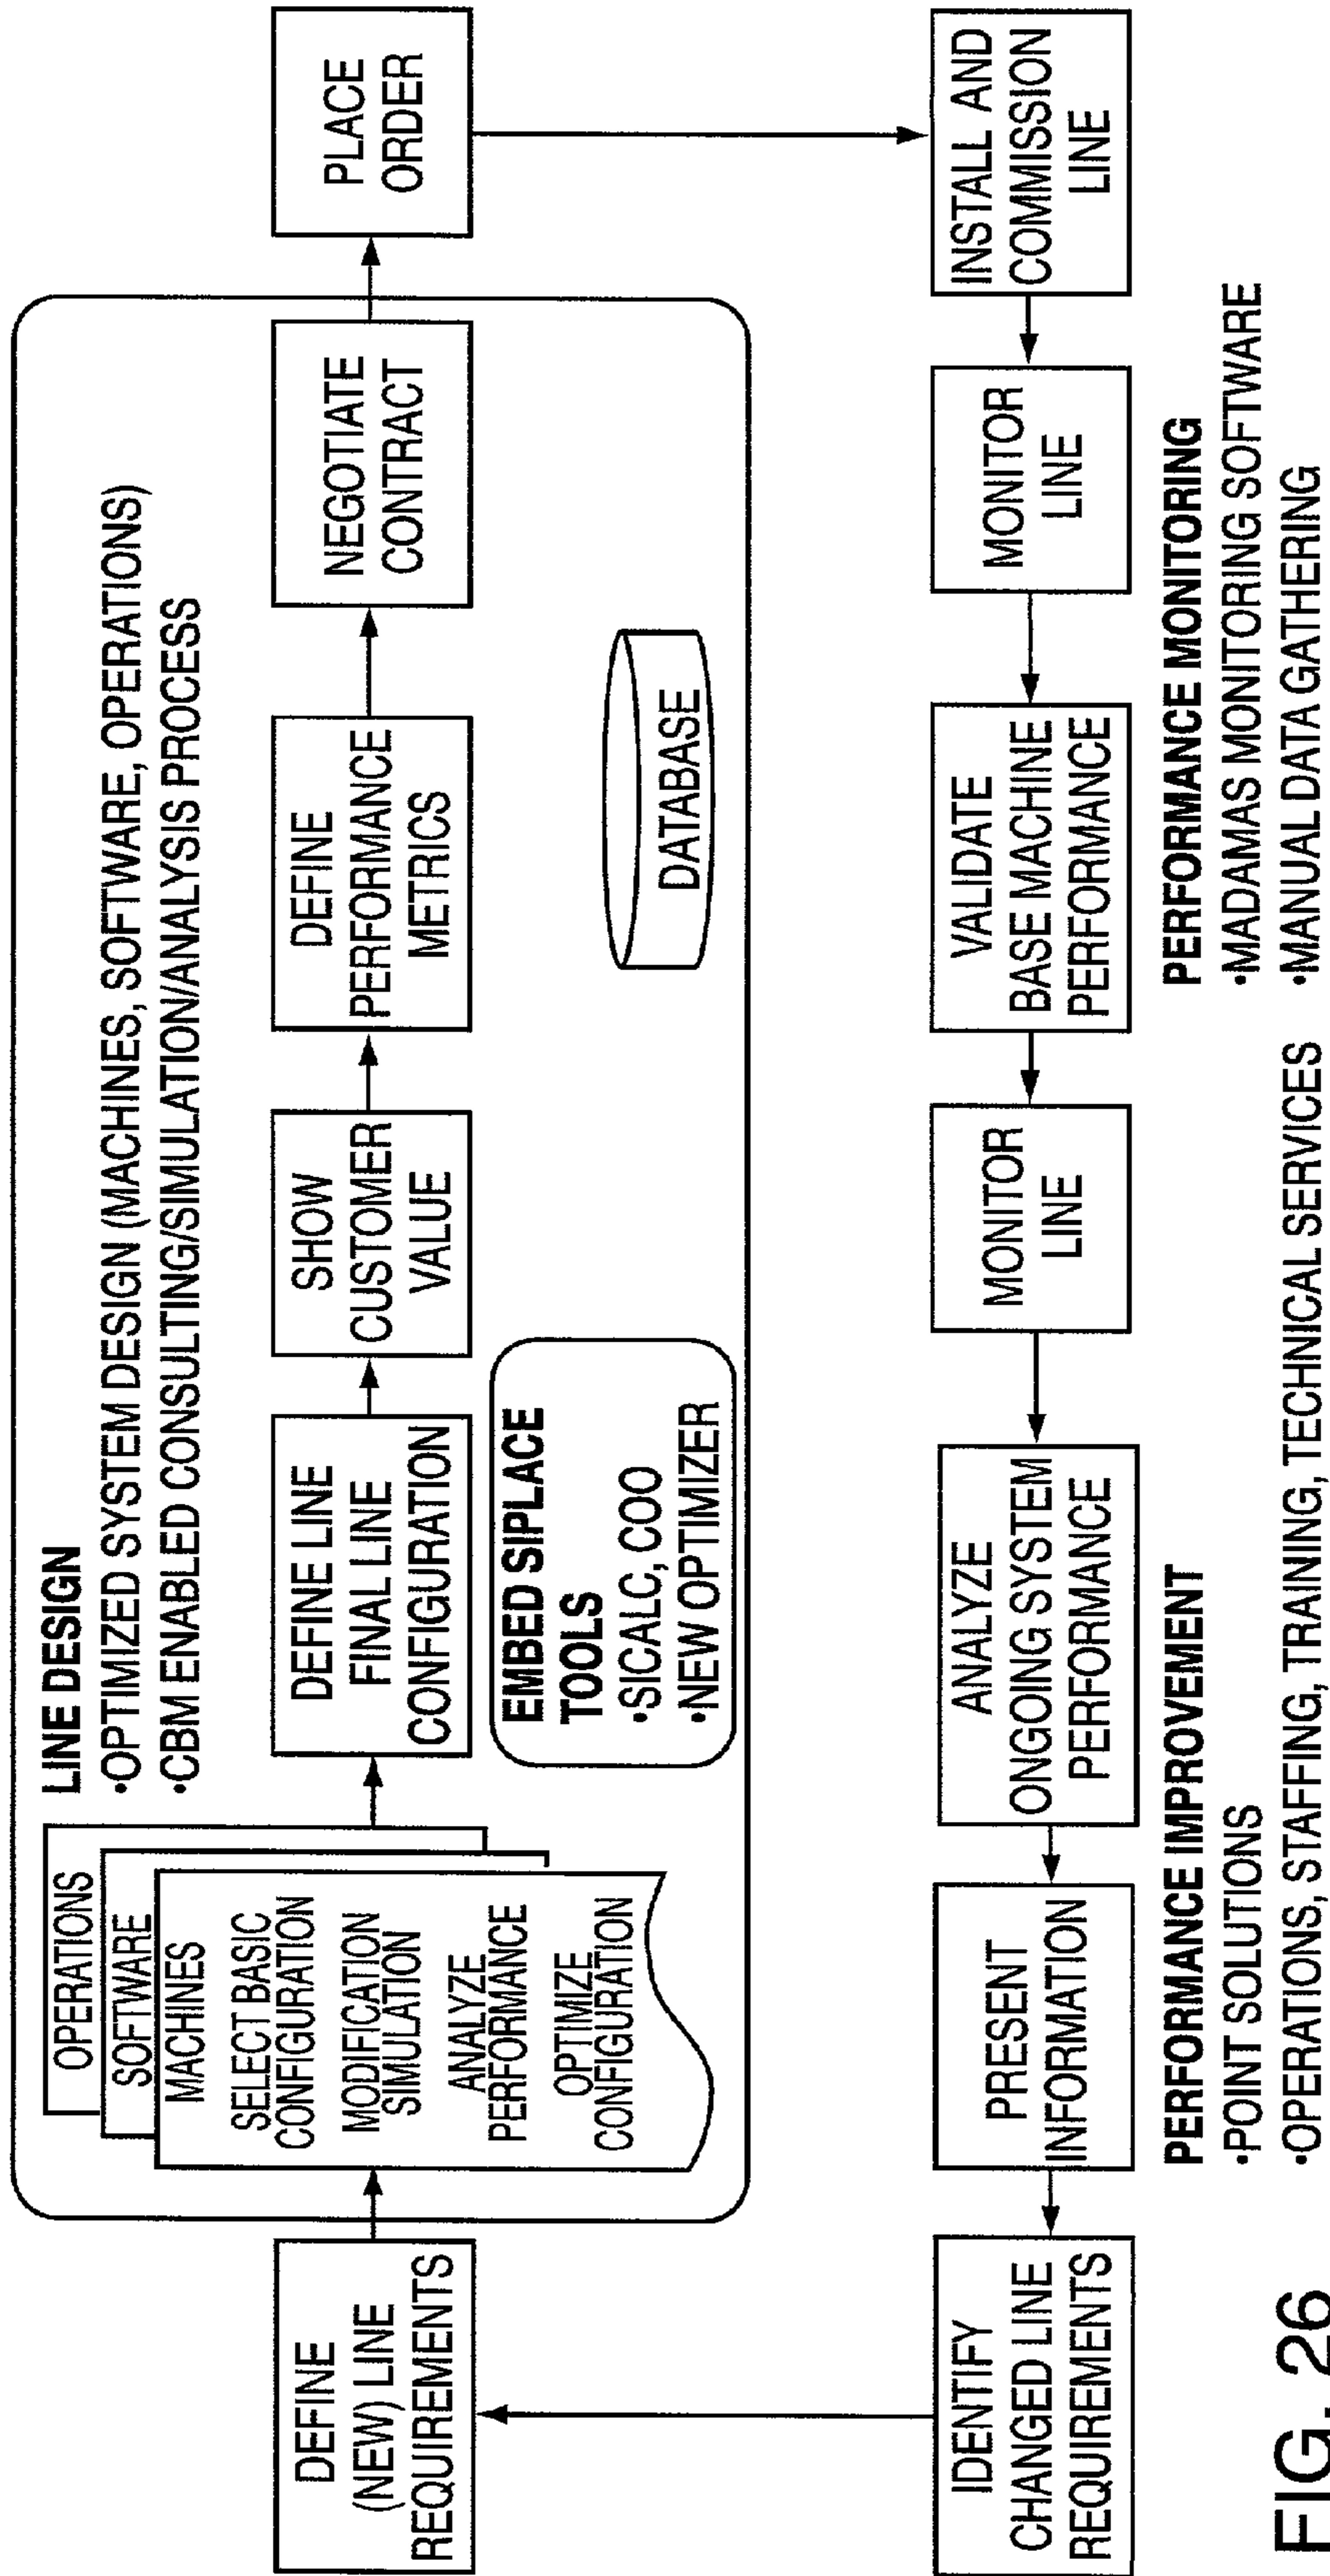 LINE DESIGN
•OPTIMIZED SYSTEM DESIGN (MACHINES, SOFTWARE, OPERATIONS)
•CBM ENABLED CONSULTING/SIMULATION/ANALYSIS PROCESS
DEFINE
(NEW) LINE
REQUIREMENTS
OPERATIONS
SOFTWARE
MACHINES
SELECT BASIC
CONFIGURATION
MODIFICATION
SIMULATION
ANALYZE
PERFORMANCE
OPTIMIZE
CONFIGURATION
DEFINE LINE
FINAL LINE
CONFIGURATION
SHOW
CUSTOMER
VALUE
DEFINE
PERFORMANCE
METRICS
NEGOTIATE
CONTRACT
PLACE
ORDER
EMBED SIPLACE
TOOLS
•SICALC, COO
•NEW OPTIMIZER
DATABASE
IDENTIFY
CHANGED LINE
REQUIREMENTS
PRESENT
INFORMATION
ANALYZE
ONGOING SYSTEM
PERFORMANCE
MONITOR
LINE
VALIDATE
BASE MACHINE
PERFORMANCE
MONITOR
LINE
INSTALL AND
COMMISSION
LINE
PERFORMANCE IMPROVEMENT
•POINT SOLUTIONS
•OPERATIONS, STAFFING, TRAINING, TECHNICAL SERVICES
PERFORMANCE MONITORING
•MADAMAS MONITORING SOFTWARE
•MANUAL DATA GATHERING
FIG. 26